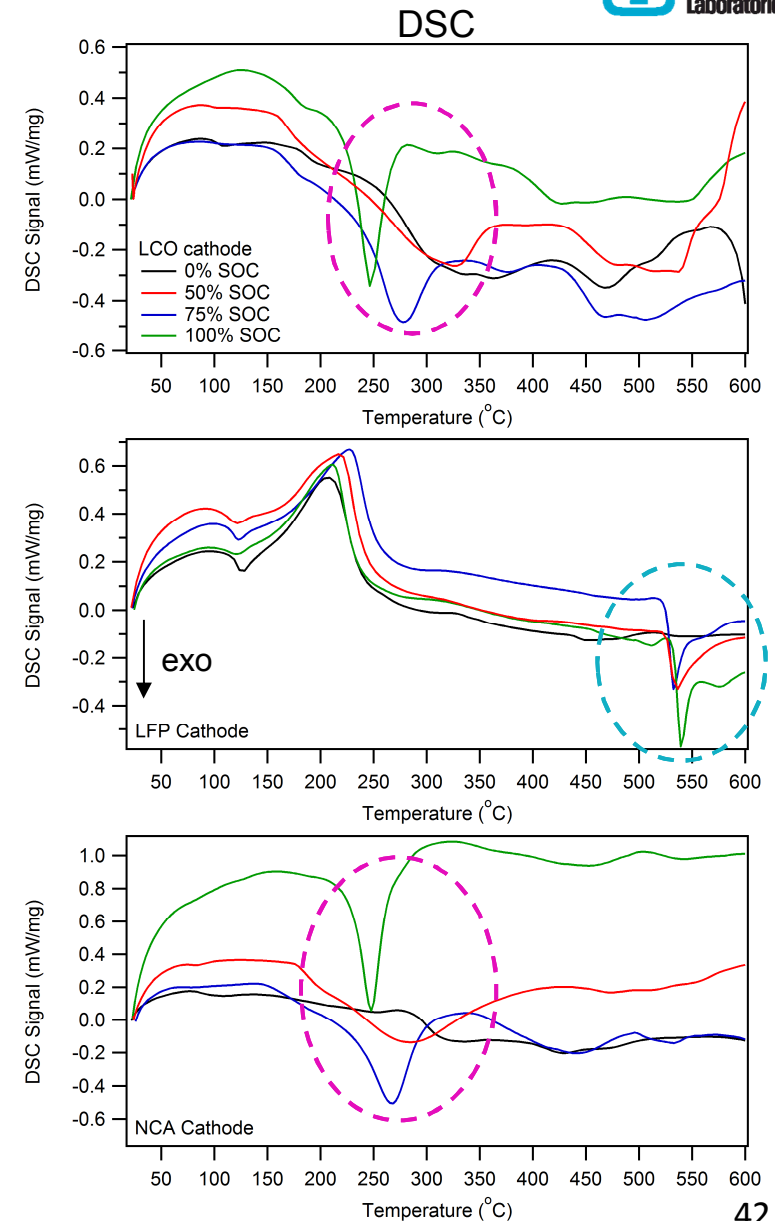 Laboratories
DSC
0.6
0.4
0.2
0.0
-0.2
-0.4
-0.6
DSC Signal (mW/mg)
LCO cathode
0% SOC
50% SOC
75% SOC
100% SOC
50 100 150 200 250 300 350 400 450 500 550 600
Temperature (°C)
0.6
0.4
0.2
0.0
-0.2
-0.4
DSC Signal (mW/mg)
exo
LFP Cathode
50 100 150 200 250 300 350 400 450 500 550 600
Temperature (°C)
1.0
0.8
0.6
0.4
0.2
0.0
-0.2
-0.4
-0.6
DSC Signal (mW/mg)
NCA Cathode
50 100 150 200 250 300 350 400 450 500 550 600
Temperature (°C)
42